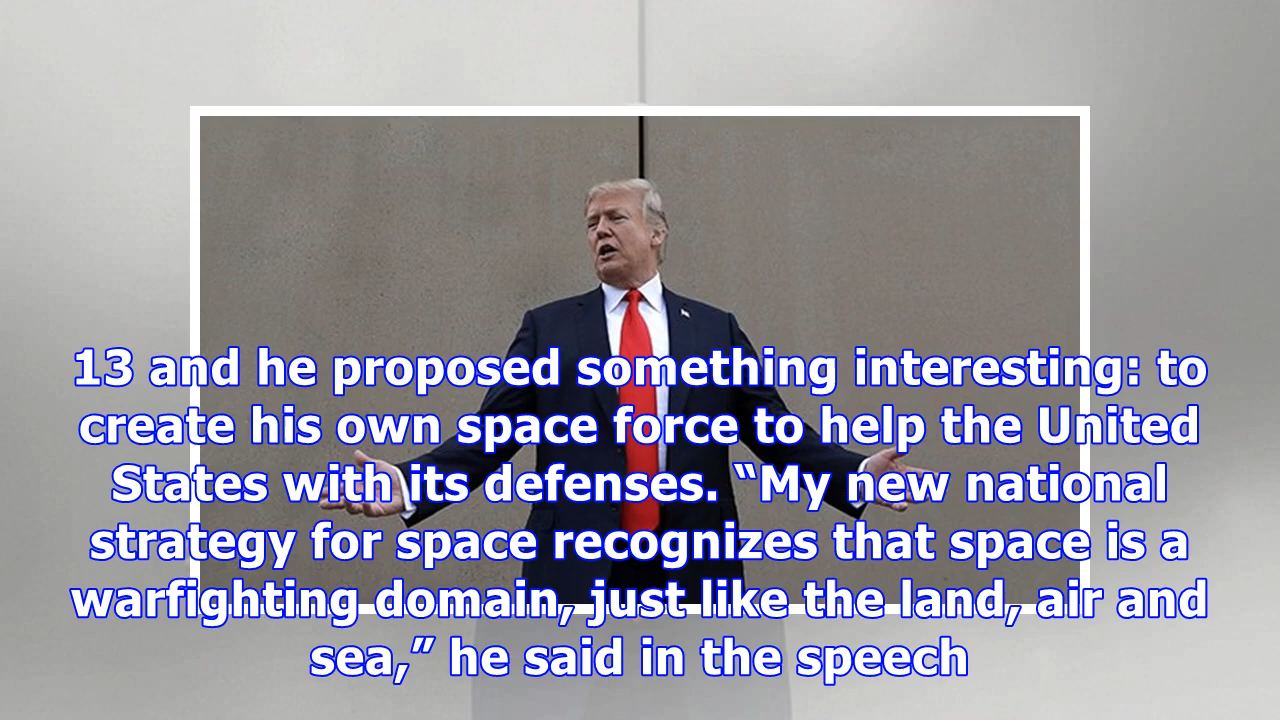 13 and he proposed something interesting: to
create his own space force to help the United
States with its defenses. “My new national
strategy for space recognizes that space is a
warfighting domain, just like the land, air and
sea,” he said in the speech